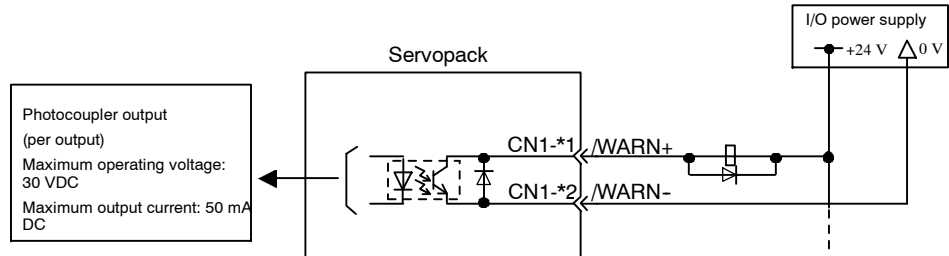 I/O power supply
+24 V
0 V
Servopack
Photocoupler output
(per output)
Maximum operating voltage:
30 VDC
Maximum output current: 50 mA
DC
CN1-*1
/WARN+
CN1-*2
/WARN-